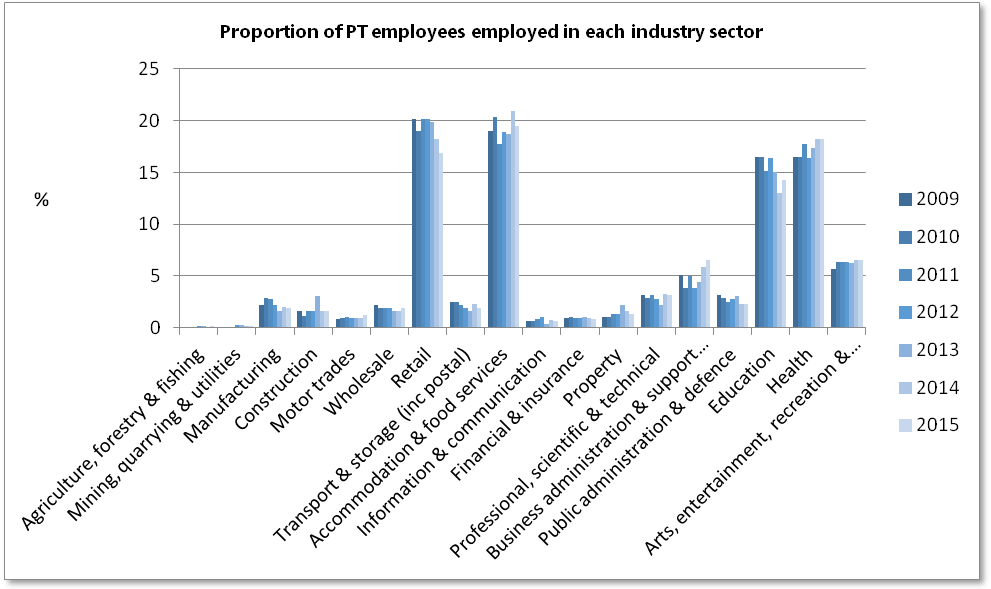 Proportion of PT employees employed in each industry sector
25
20
15
10
5
0
%
Agriculture, forestry & fishing
Mining, quarrying & utilities
Manufacturing
Construction
Motor trades
Wholesale
Retail
Transport & storage (inc postal)
Accommodation & food services
Information & communication
Financial & insurance
Property
Professional, scientific & technical
Business administration & support...
Public administration & defence
Education
Health
Arts, entertainment, recreation &...
2009
2010
2011
2012
2013
2014
2015